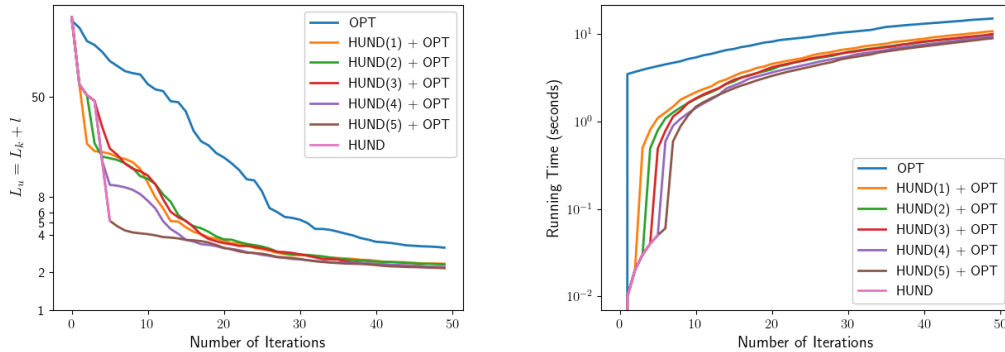 50
8
6
5
4
2
1
L_u = L_k + l
0
10
20
30
40
50
Number of Iterations
OPT
HUND(1) + OPT
HUND(2) + OPT
HUND(3) + OPT
HUND(4) + OPT
HUND(5) + OPT
HUND
10^1
10^0
10^−1
10^−2
Running Time (seconds)
0
10
20
30
40
50
Number of Iterations
OPT
HUND(1) + OPT
HUND(2) + OPT
HUND(3) + OPT
HUND(4) + OPT
HUND(5) + OPT
HUND